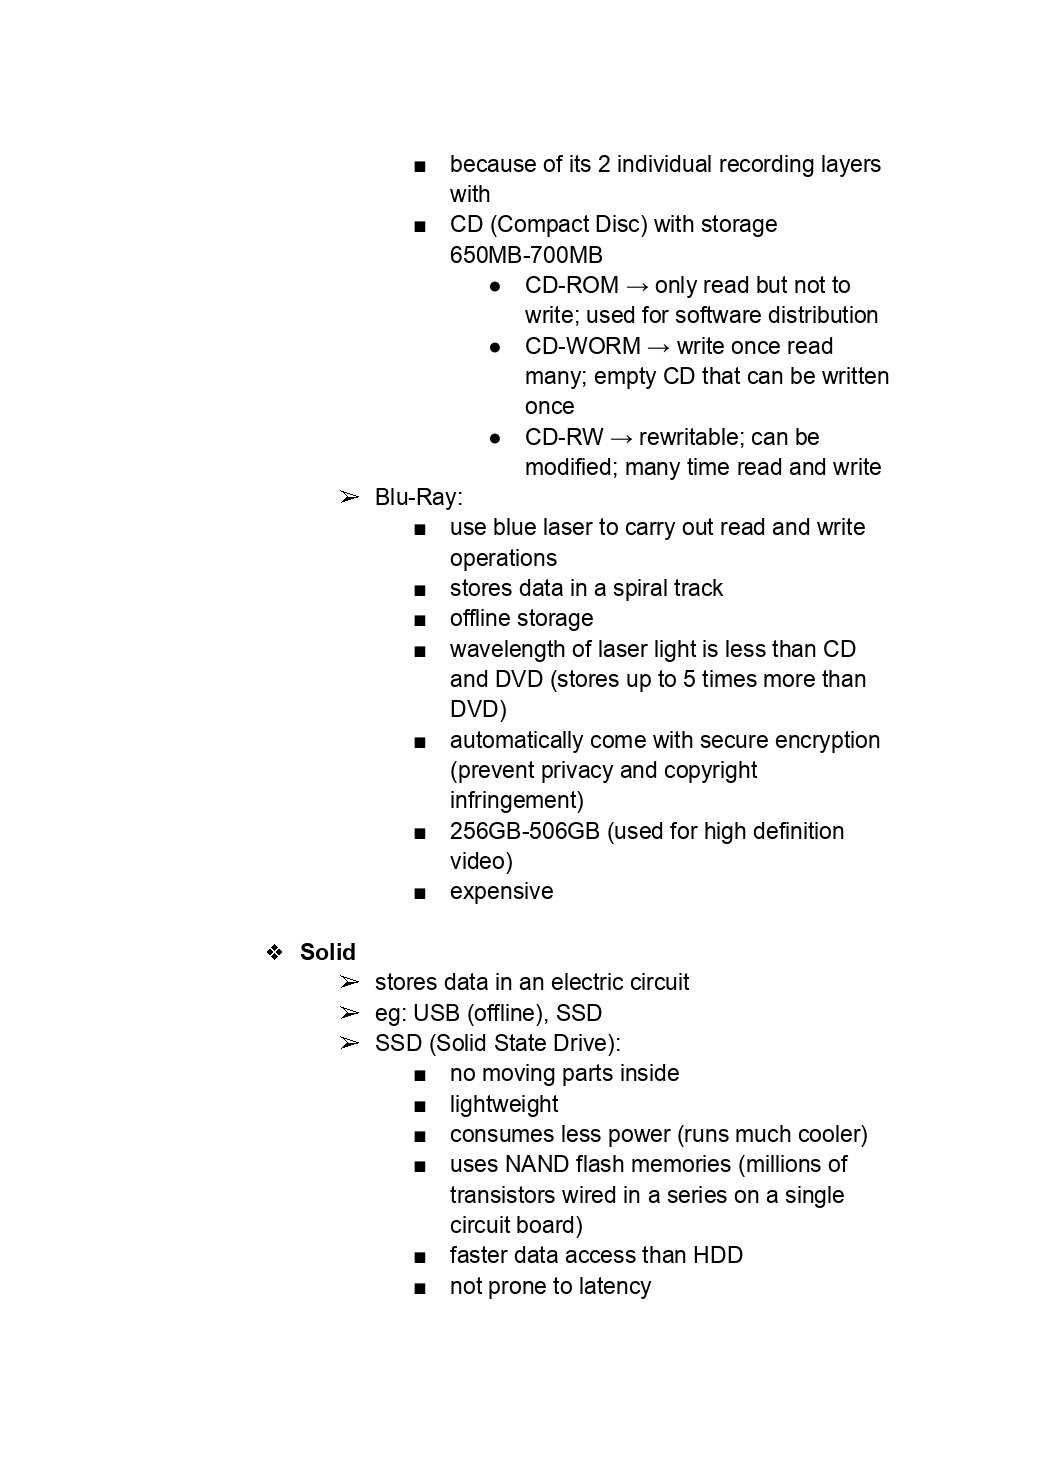 ■ because of its 2 individual recording layers
with
■ CD (Compact Disc) with storage
650MB-700MB
● CD-ROM → only read but not to
write; used for software distribution
● CD-WORM → write once read
many; empty CD that can be written
once
● CD-RW → rewritable; can be
modified; many time read and write
➢ Blu-Ray:
■ use blue laser to carry out read and write
operations
■ stores data in a spiral track
■ offline storage
■ wavelength of laser light is less than CD
and DVD (stores up to 5 times more than
DVD)
■ automatically come with secure encryption
(prevent privacy and copyright
infringement)
■ 256GB-506GB (used for high definition
video)
■ expensive
❖ Solid
➢ stores data in an electric circuit
➢ eg: USB (offline), SSD
➢ SSD (Solid State Drive):
■ no moving parts inside
■ lightweight
■ consumes less power (runs much cooler)
■ uses NAND flash memories (millions of
transistors wired in a series on a single
circuit board)
■ faster data access than HDD
■ not prone to latency